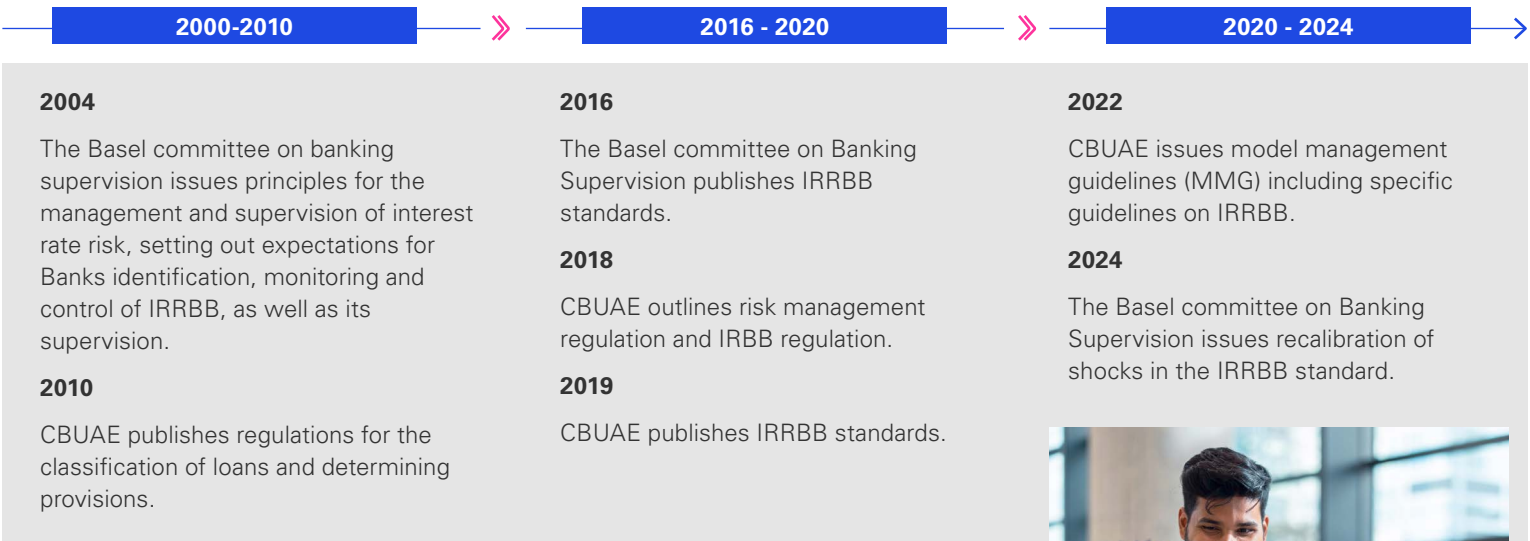 2000-2010
2016 - 2020
2020 - 2024
2004
The Basel committee on banking
supervision issues principles for the
management and supervision of interest
rate risk, setting out expectations for
Banks identification, monitoring and
control of IRRBB, as well as its
supervision.
2010
CBUAE publishes regulations for the
classification of loans and determining
provisions.
2016
The Basel committee on Banking
Supervision publishes IRRBB
standards.
2018
CBUAE outlines risk management
regulation and IRBB regulation.
2019
CBUAE publishes IRRBB standards.
2022
CBUAE issues model management
guidelines (MMG) including specific
guidelines on IRRBB.
2024
The Basel committee on Banking
Supervision issues recalibration of
shocks in the IRRBB standard.